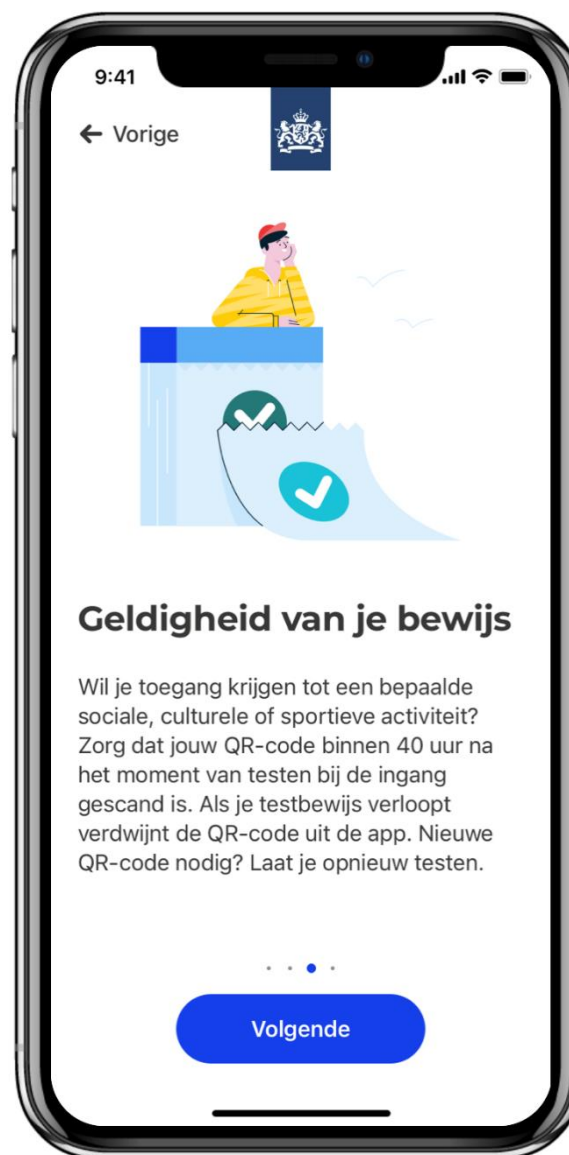 9:41
← Vorige
Geldigheid van je bewijs
Wil je toegang krijgen tot een bepaalde
sociale, culturele of sportieve activiteit?
Zorg dat jouw QR-code binnen 40 uur na
het moment van testen bij de ingang
gescand is. Als je testbewijs verloopt
verdwijnt de QR-code uit de app. Nieuwe
QR-code nodig? Laat je opnieuw testen.
Volgende